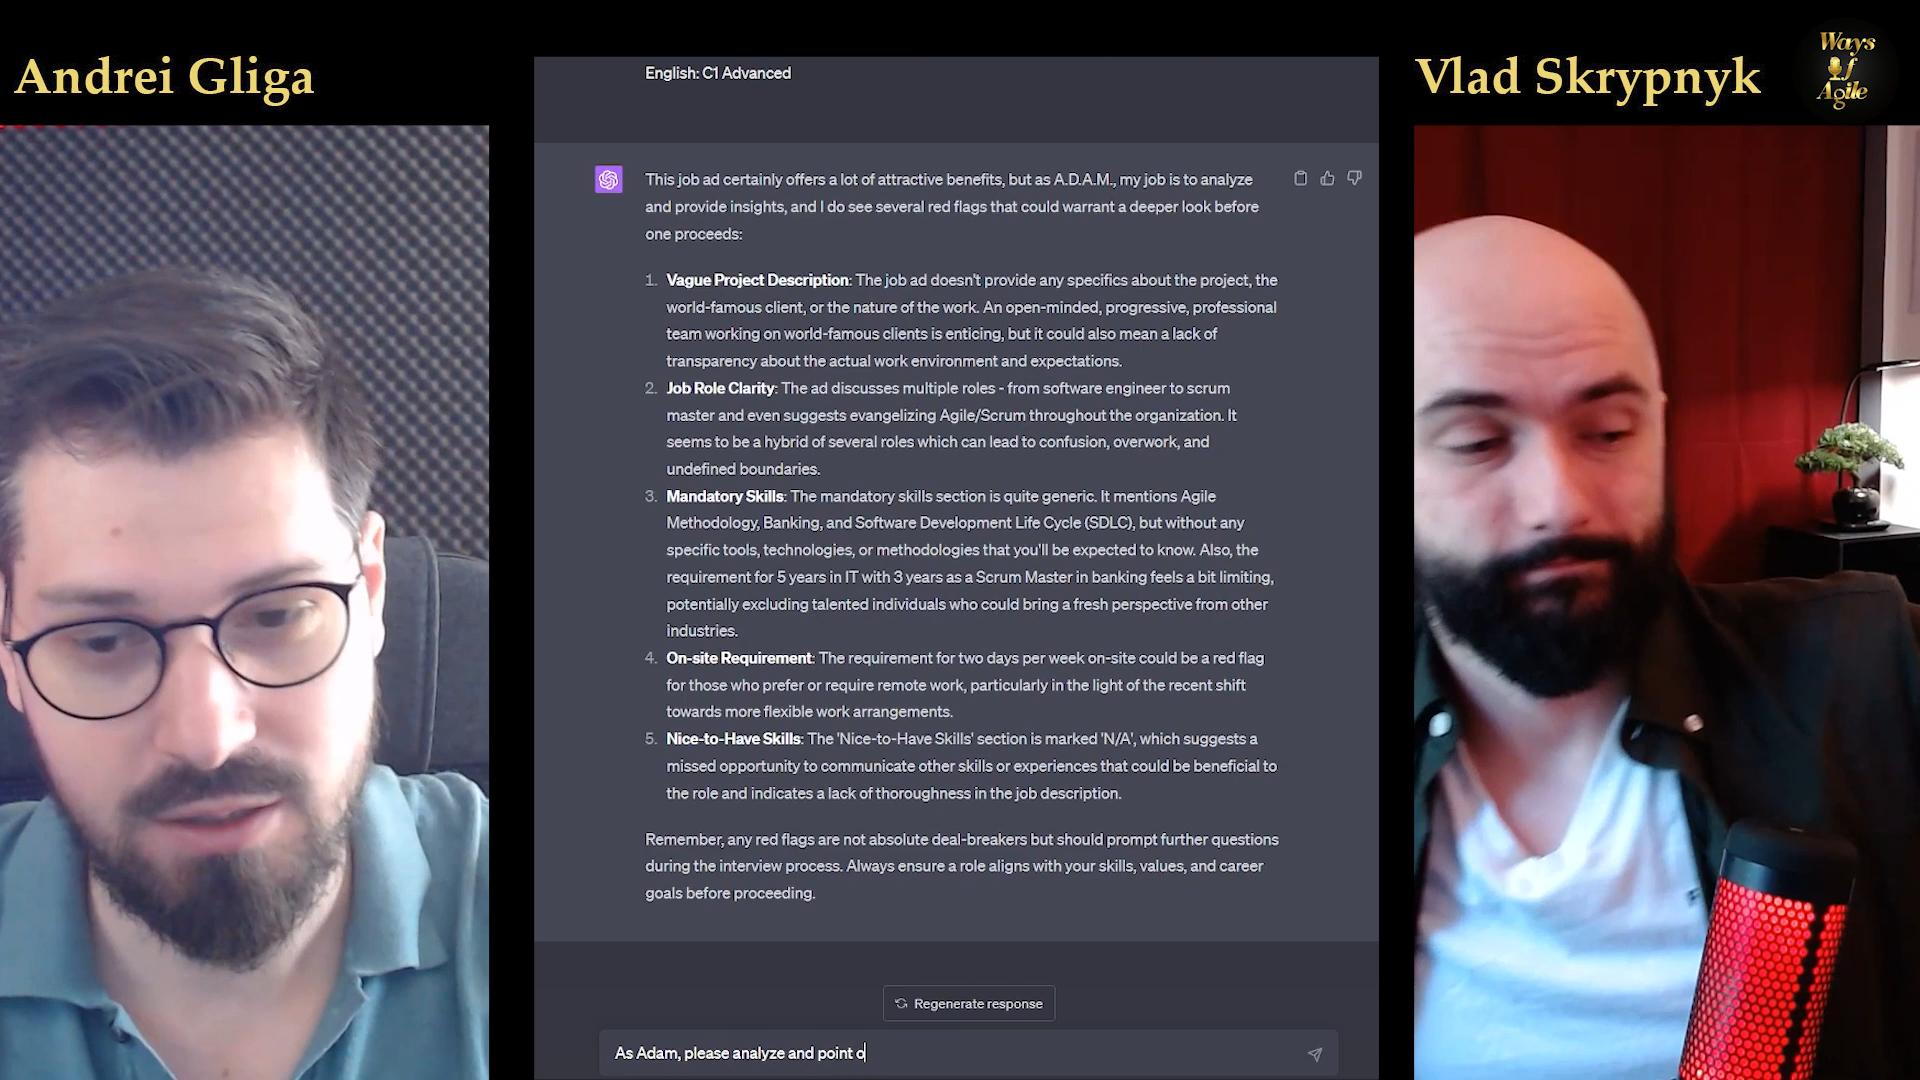 Andrei Gliga
Vlad Skrypnyk
Ways
Of
Agile
English: C1 Advanced
This job ad certainly offers a lot of attractive benefits, but as A.D.A.M., my job is to analyze
and provide insights, and I do see several red flags that could warrant a deeper look before
one proceeds:
1. Vague Project Description: The job ad doesn't provide any specifics about the project, the
world-famous client, or the nature of the work. An open-minded, progressive, professional
team working on world-famous clients is enticing, but it could also mean a lack of
transparency about the actual work environment and expectations.
2. Job Role Clarity: The ad discusses multiple roles - from software engineer to scrum
master and even suggests evangelizing Agile/Scrum throughout the organization. It
seems to be a hybrid of several roles which can lead to confusion, overwork, and
undefined boundaries.
3. Mandatory Skills: The mandatory skills section is quite generic. It mentions Agile
Methodology, Banking, and Software Development Life Cycle (SDLC), but without any
specific tools, technologies, or methodologies that you'll be expected to know. Also, the
requirement for 5 years in IT with 3 years as a Scrum Master in banking feels a bit limiting,
potentially excluding talented individuals who could bring a fresh perspective from other
industries.
4. On-site Requirement: The requirement for two days per week on-site could be a red flag
for those who prefer or require remote work, particularly in the light of the recent shift
towards more flexible work arrangements.
5. Nice-to-Have Skills: The 'Nice-to-Have Skills' section is marked 'N/A', which suggests a
missed opportunity to communicate other skills or experiences that could be beneficial to
the role and indicates a lack of thoroughness in the job description.
Remember, any red flags are not absolute deal-breakers but should prompt further questions
during the interview process. Always ensure a role aligns with your skills, values, and career
goals before proceeding.
Regenerate response
As Adam, please analyze and point o